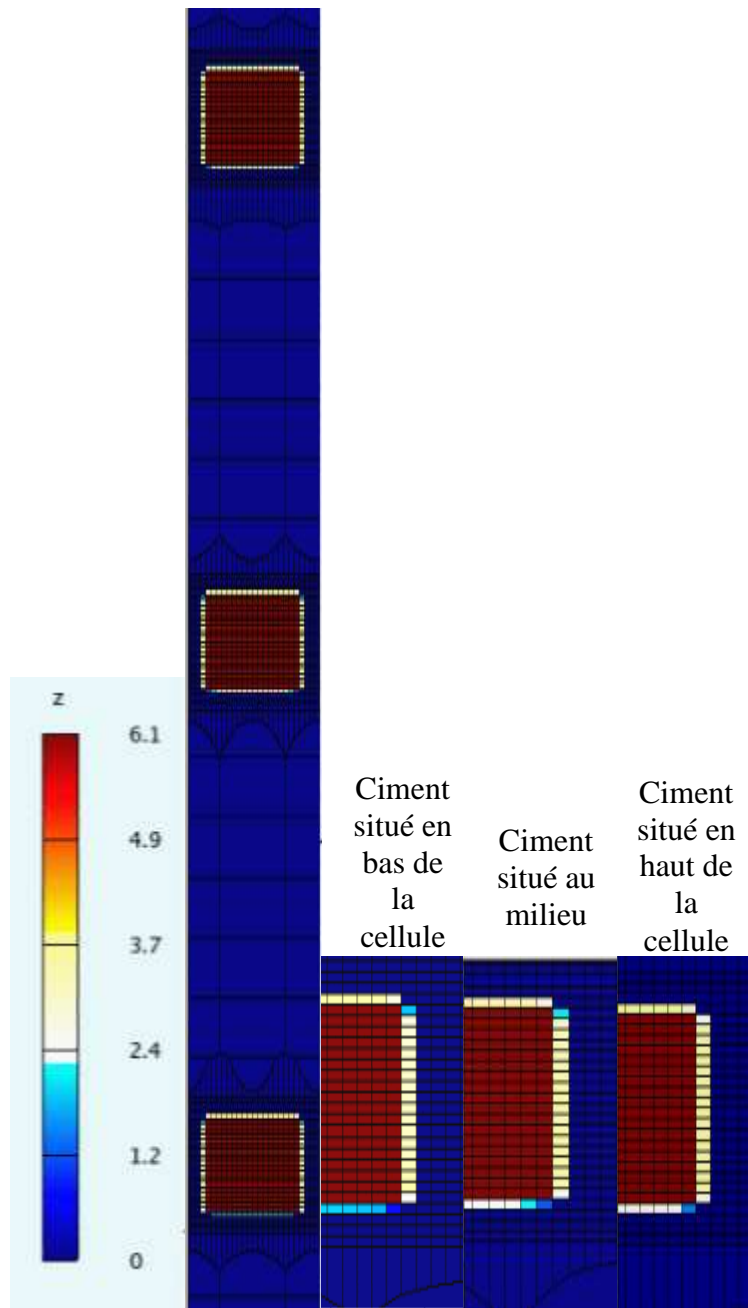 z
6.1
4.9
3.7
2.4
1.2
0
Ciment
situé en
bas de
la
cellule
Ciment
situé au
milieu
Ciment
situé en
haut de
la
cellule